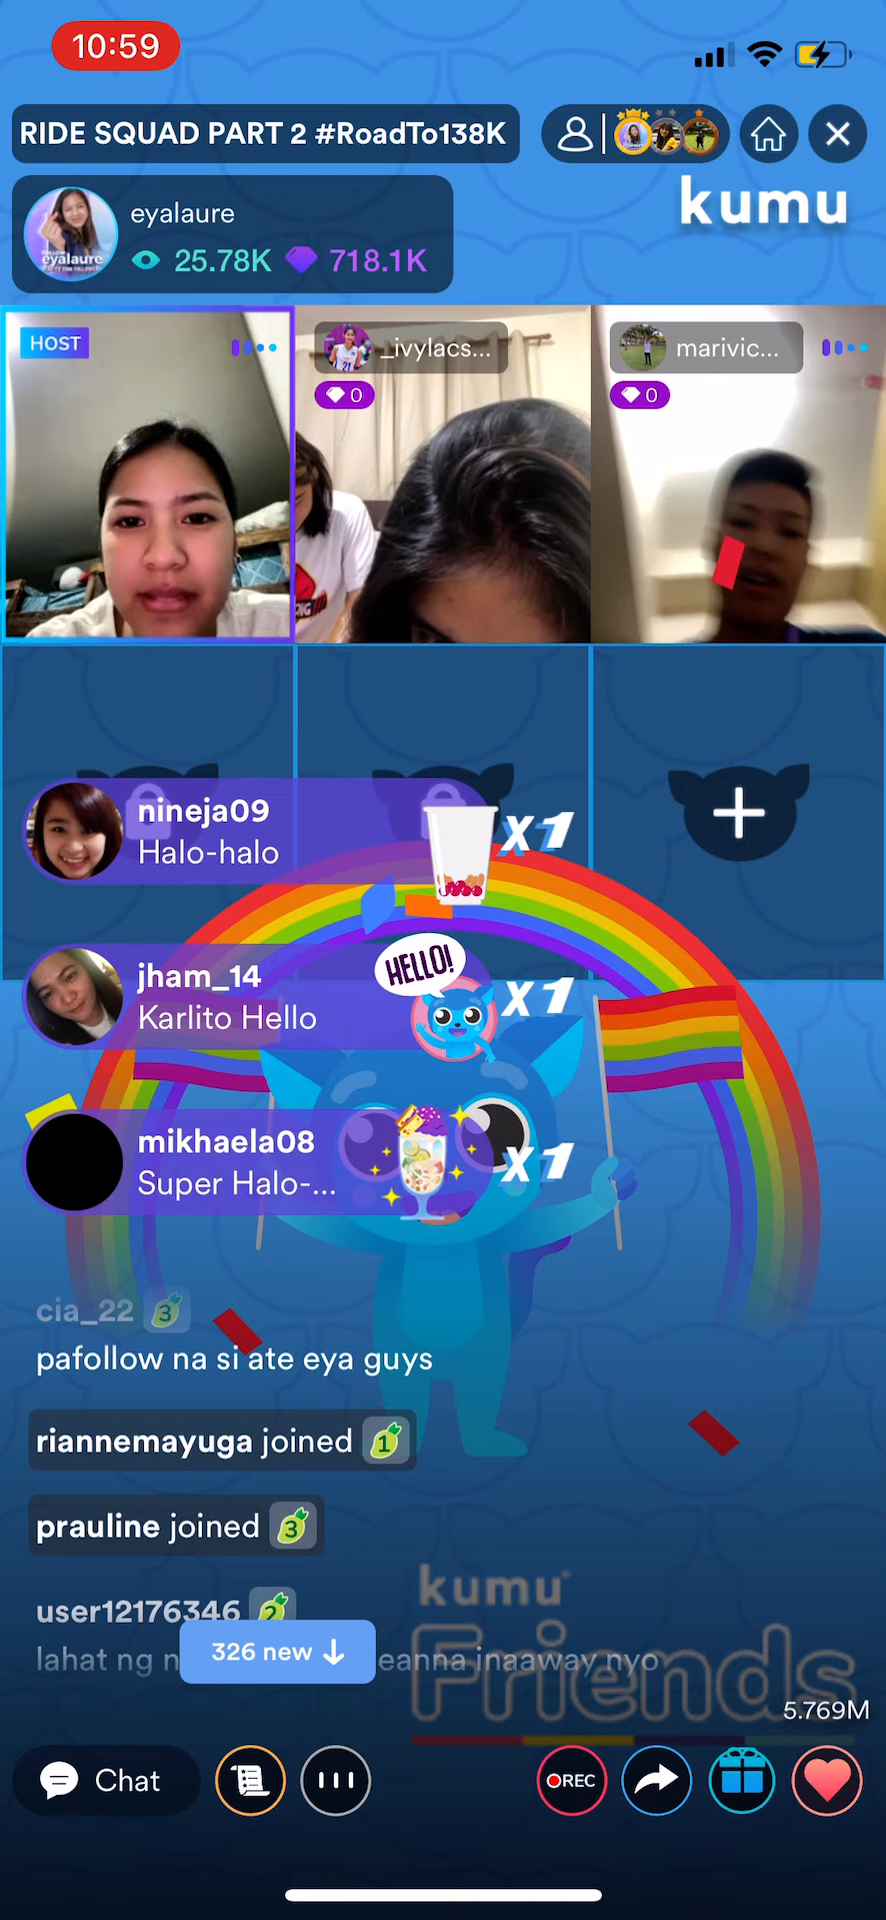 10:59
RIDE SQUAD PART 2 #RoadTo138K
kumu
eyalaure
eyalaure
25.78K 718.1K
HOST
_ivylacs...
marivic...
21
0
0
nineja09
Halo-halo
X1
HELLO!
jham_14
Karlito Hello
X1
mikhaela08
Super Halo-...
X1
cia_22 3
pafollow na si ate eya guys
riannemayuga joined 1
prauline joined 3
user12176346 2
lahat ng n
326 new
eanna inaaway nyo
kumu
Friends
5.769M
Chat
REC